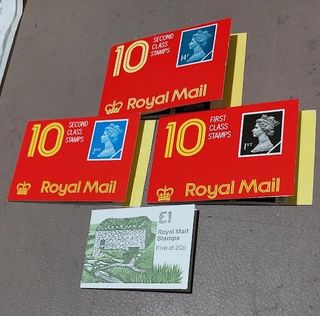 10
SECOND
CLASS
STAMPS
14P
Royal Mail
10
SECOND
CLASS
STAMPS
Royal Mail
10
FIRST
CLASS
STAMPS
1ST
Royal Mail
£1
Royal Mail
Stamps
Five at 20p